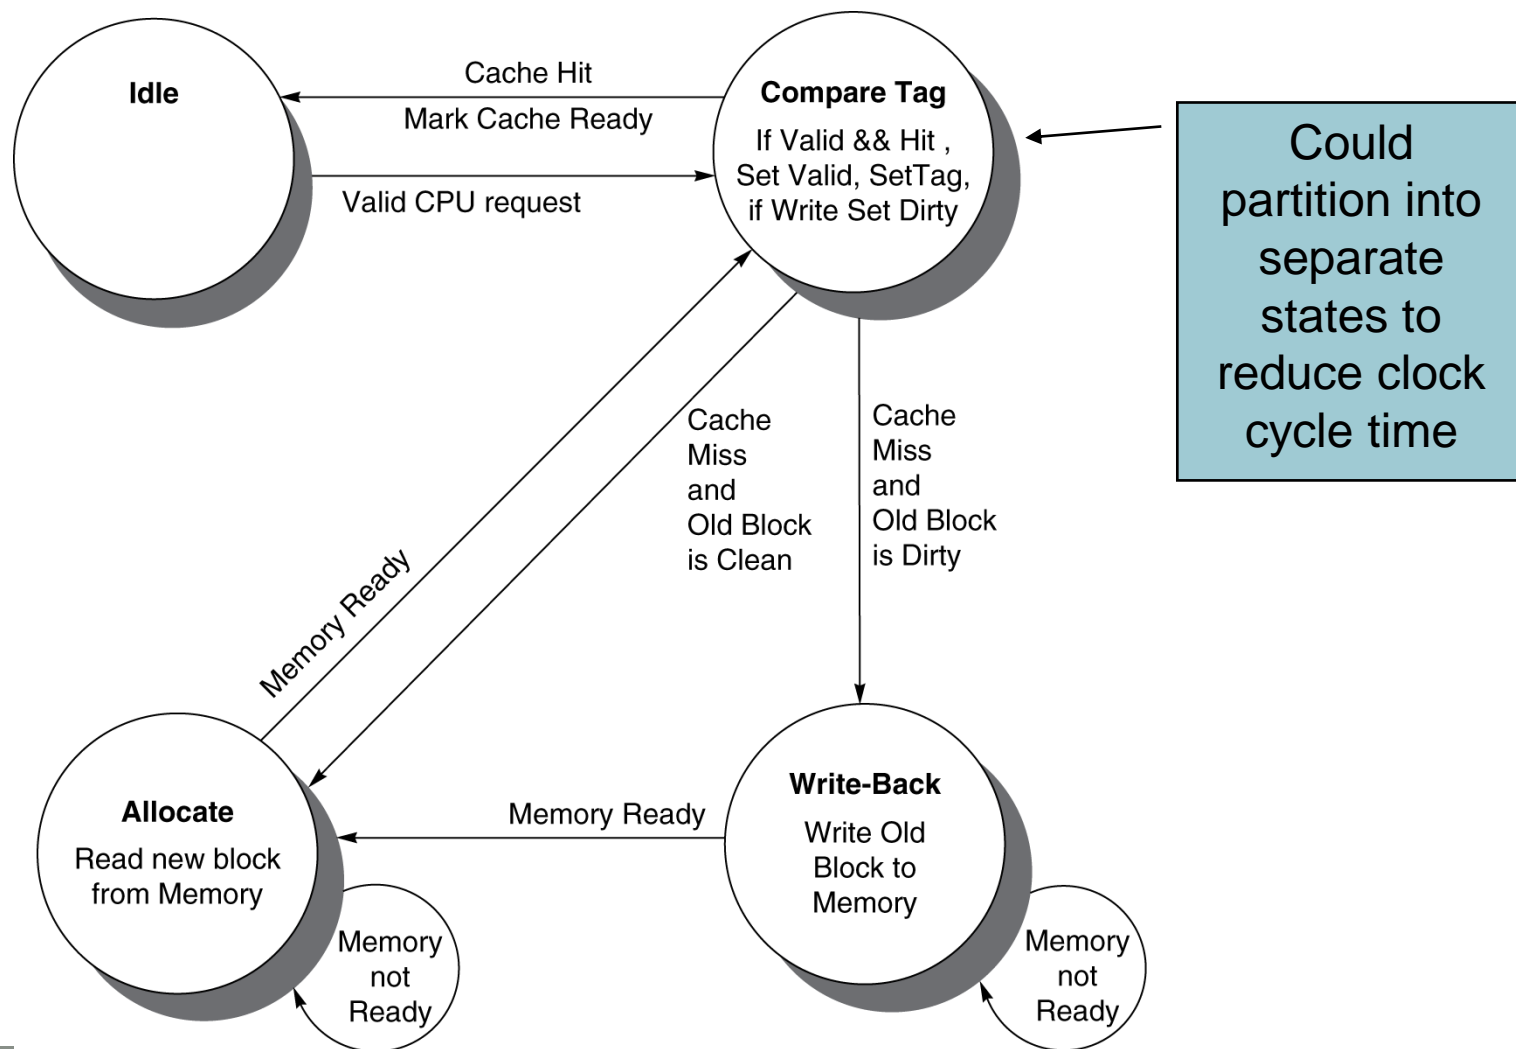 Idle
Cache Hit
Mark Cache Ready
Valid CPU request
Compare Tag
If Valid && Hit ,
Set Valid, SetTag,
if Write Set Dirty
Could
partition into
separate
states to
reduce clock
cycle time
Cache
Miss
and
Old Block
is Clean
Cache
Miss
and
Old Block
is Dirty
Memory Ready
Allocate
Read new block
from Memory
Memory
not
Ready
Memory Ready
Write-Back
Write Old
Block to
Memory
Memory
not
Ready